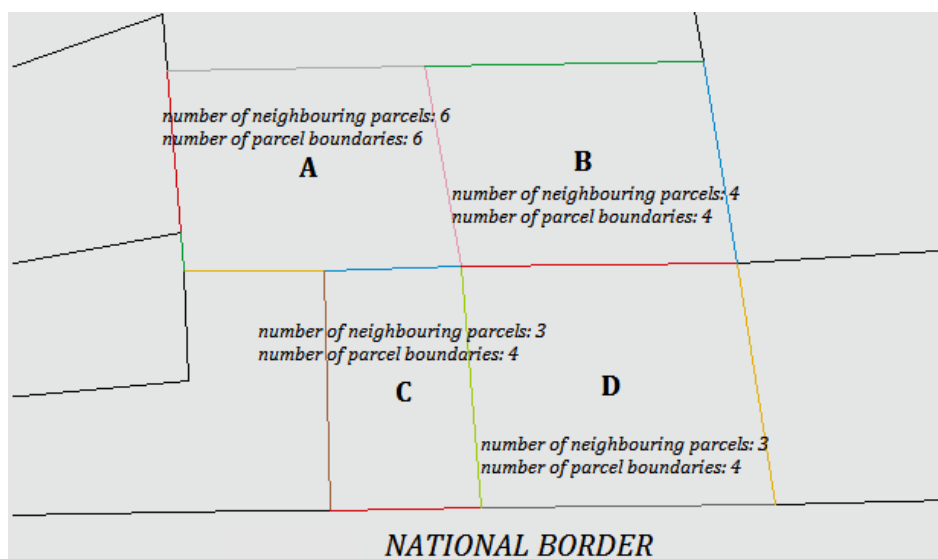 number of neighbouring parcels: 6
number of parcel boundaries: 6
A
B
number of neighbouring parcels: 4
number of parcel boundaries: 4
number of neighbouring parcels: 3
number of parcel boundaries: 4
C
D
number of neighbouring parcels: 3
number of parcel boundaries: 4
NATIONAL BORDER